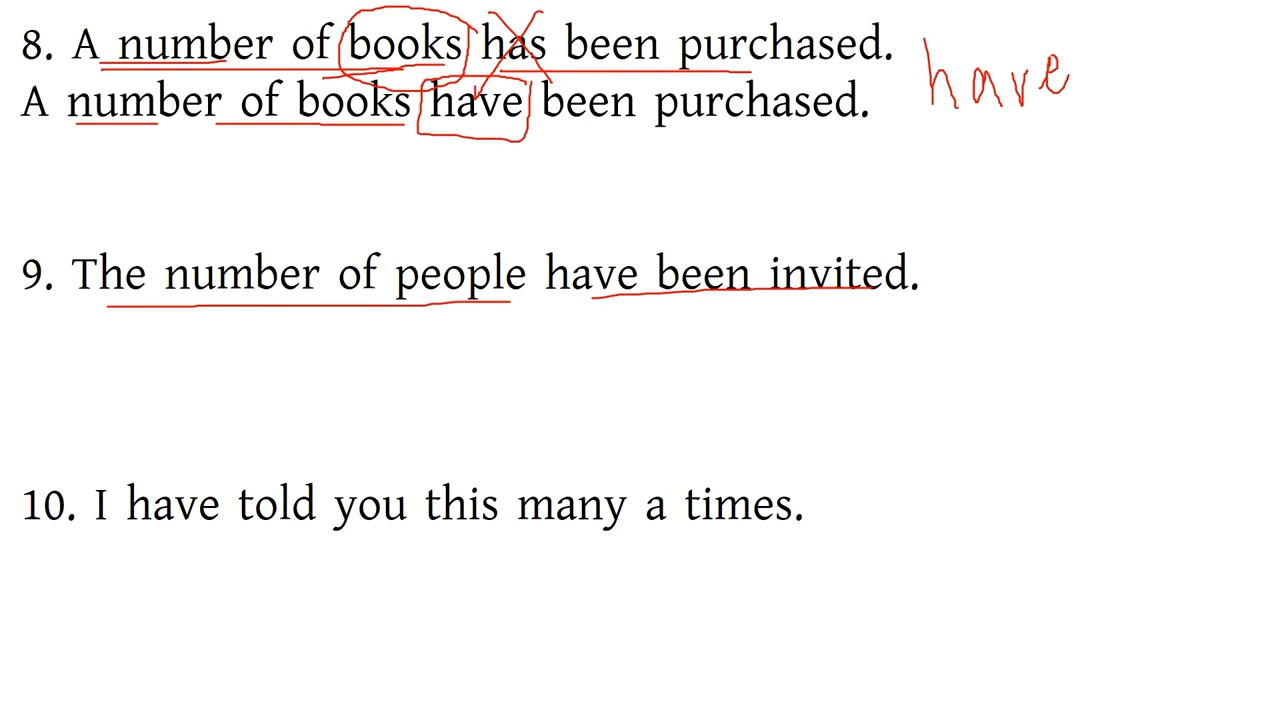 8. A number of books has been purchased.
have
A number of books have been purchased.
9. The number of people have been invited.
10. I have told you this many a times.